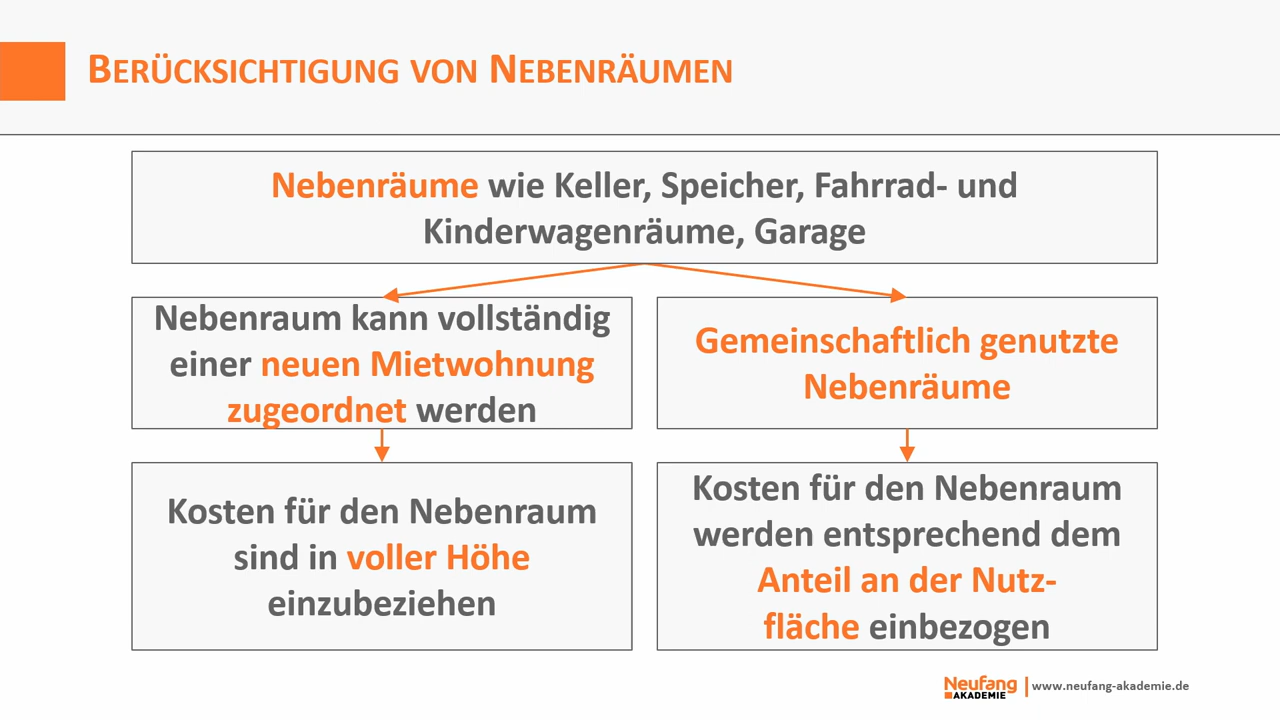 BERÜCKSICHTIGUNG VON NEBENRÄUMEN
Nebenräume wie Keller, Speicher, Fahrrad- und
Kinderwagenräume, Garage
Nebenraum kann vollständig
einer neuen Mietwohnung
zugeordnet werden
Gemeinschaftlich genutzte
Nebenräume
Kosten für den Nebenraum
sind in voller Höhe
einzubeziehen
Kosten für den Nebenraum
werden entsprechend dem
Anteil an der Nutz-
fläche einbezogen
Neufang
AKADEMIE
www.neufang-akademie.de